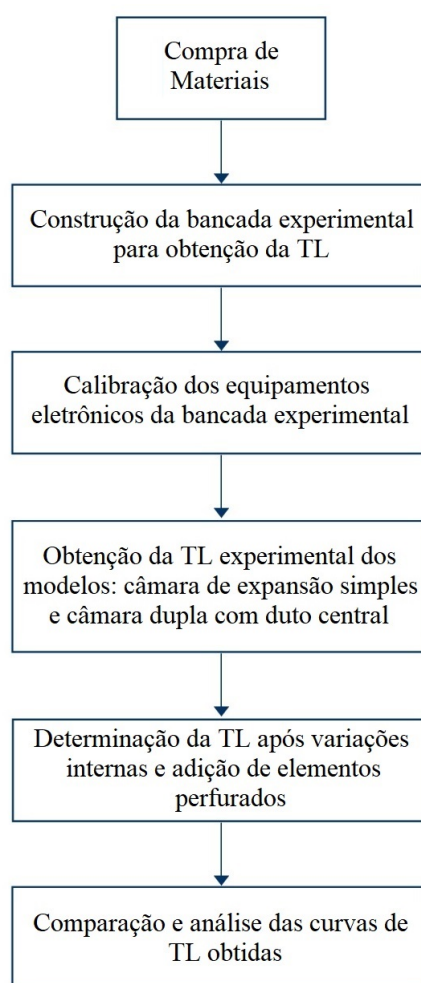 Compra de
Materiais
Construção da bancada experimental
para obtenção da TL
Calibração dos equipamentos
eletrônicos da bancada experimental
Obtenção da TL experimental dos
modelos: câmara de expansão simples
e câmara dupla com duto central
Determinação da TL após variações
internas e adição de elementos
perfurados
Comparação e análise das curvas de
TL obtidas